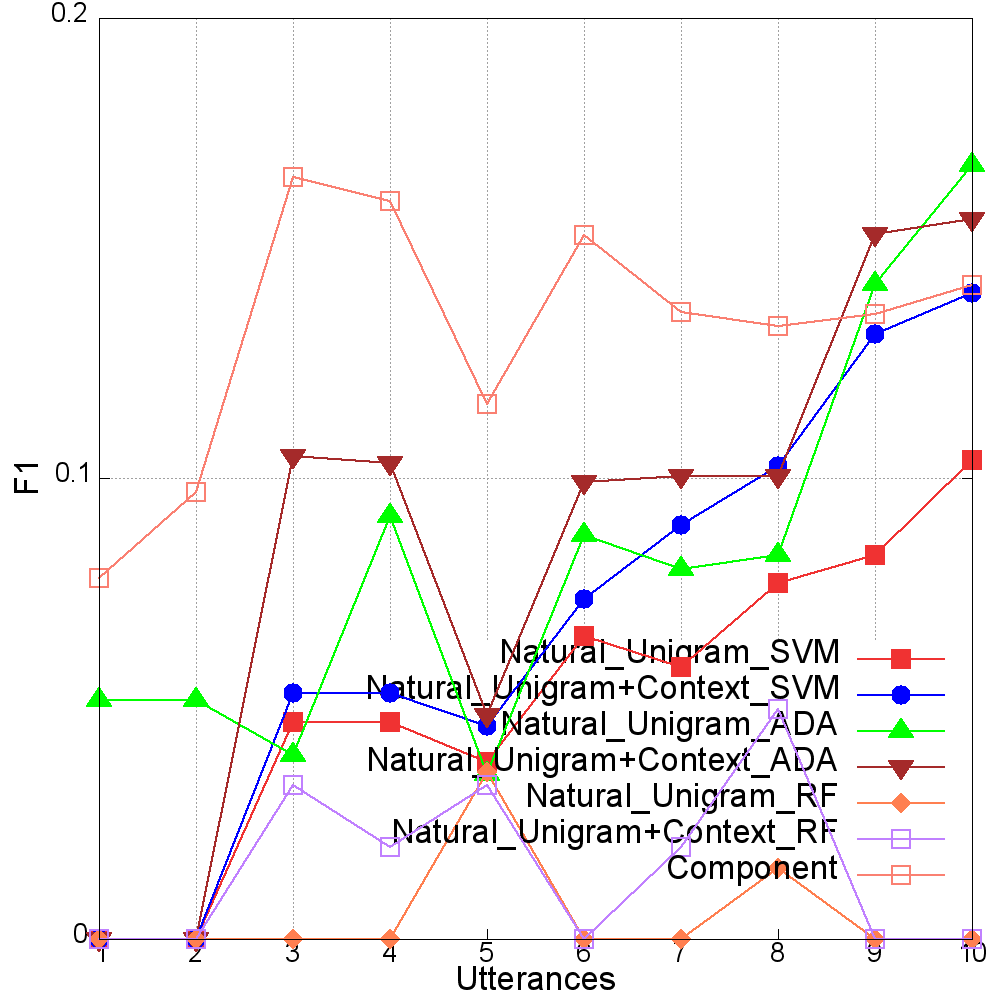 0.2
0.1
0
F1
Natural_Unigram_SVM
Natural_Unigram+Context_SVM
Natural_Unigram_ADA
Natural_Unigram+Context_ADA
Natural_Unigram_RF
Natural_Unigram+Context_RF
Component
1 2 3 4 5 6 7 8 9 10
Utterances